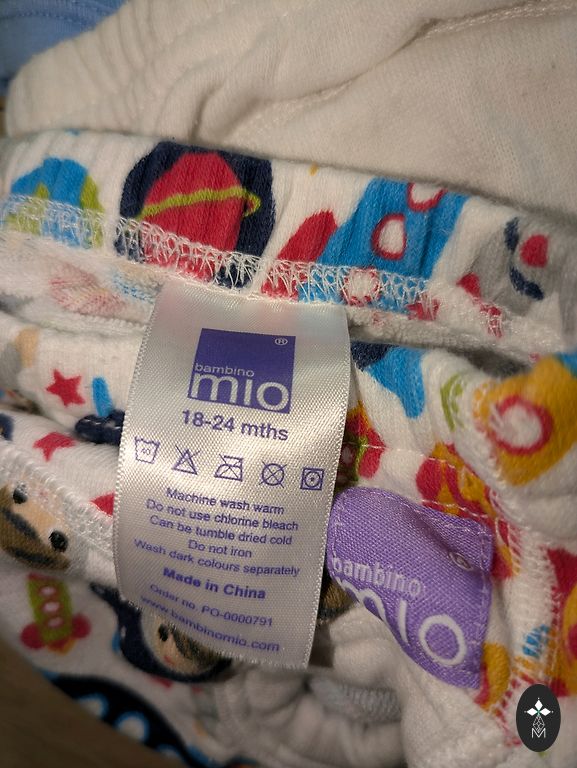 bambino
mio®
18-24 mths
40
Machine wash warm
Do not use chlorine bleach
Can be tumble dried cold
Do not iron
Wash dark colours separately
Made in China
Order no. PO-0000791
www.bambinomio.com
bambino®
mio
M